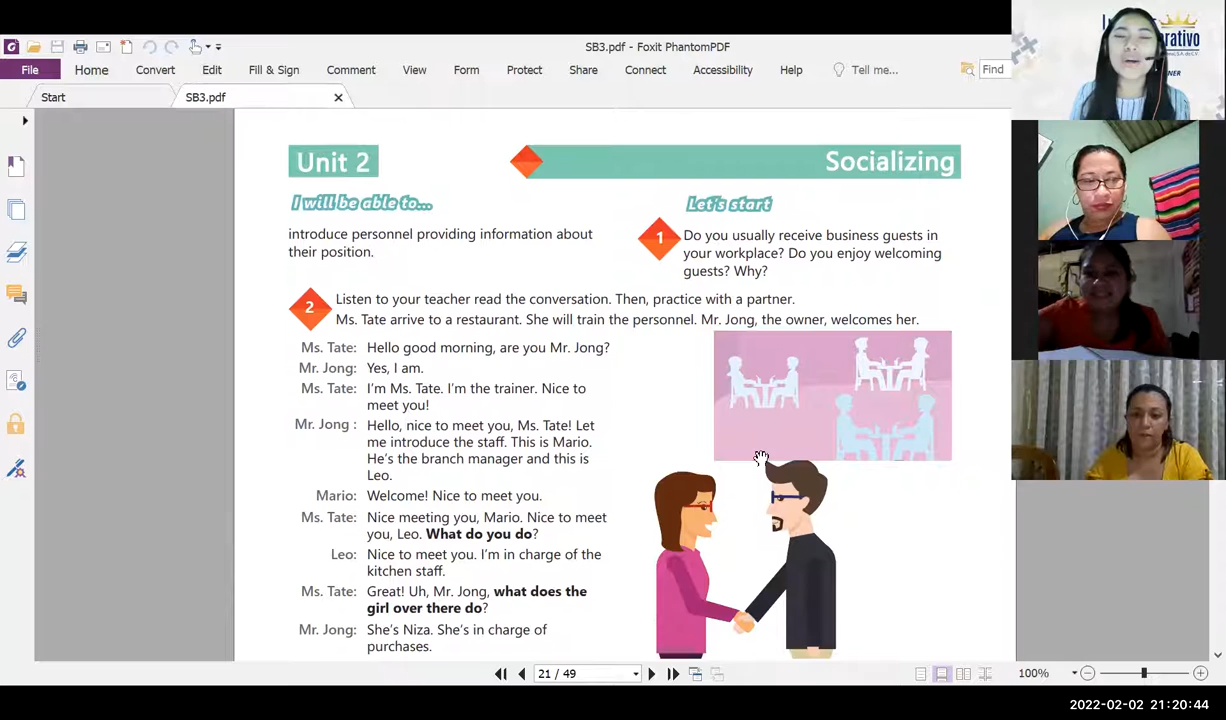 SB3.pdf - Foxit PhantomPDF
File Home Convert Edit Fill & Sign Comment View Form Protect Share Connect Accessibility Help Tell me... Find
Start SB3.pdf
Unit 2
Socializing
I will be able to...
introduce personnel providing information about
their position.
Let's start
1
Do you usually receive business guests in
your workplace? Do you enjoy welcoming
guests? Why?
2
Listen to your teacher read the conversation. Then, practice with a partner.
Ms. Tate arrive to a restaurant. She will train the personnel. Mr. Jong, the owner, welcomes her.
Ms. Tate: Hello good morning, are you Mr. Jong?
Mr. Jong: Yes, I am.
Ms. Tate: I'm Ms. Tate. I'm the trainer. Nice to
meet you!
Mr. Jong : Hello, nice to meet you, Ms. Tate! Let
me introduce the staff. This is Mario.
He's the branch manager and this is
Leo.
Mario: Welcome! Nice to meet you.
Ms. Tate: Nice meeting you, Mario. Nice to meet
you, Leo. What do you do?
Leo: Nice to meet you. I'm in charge of the
kitchen staff.
Ms. Tate: Great! Uh, Mr. Jong, what does the
girl over there do?
Mr. Jong: She's Niza. She's in charge of
purchases.
21 / 49
100%
2022-02-02 21:20:44